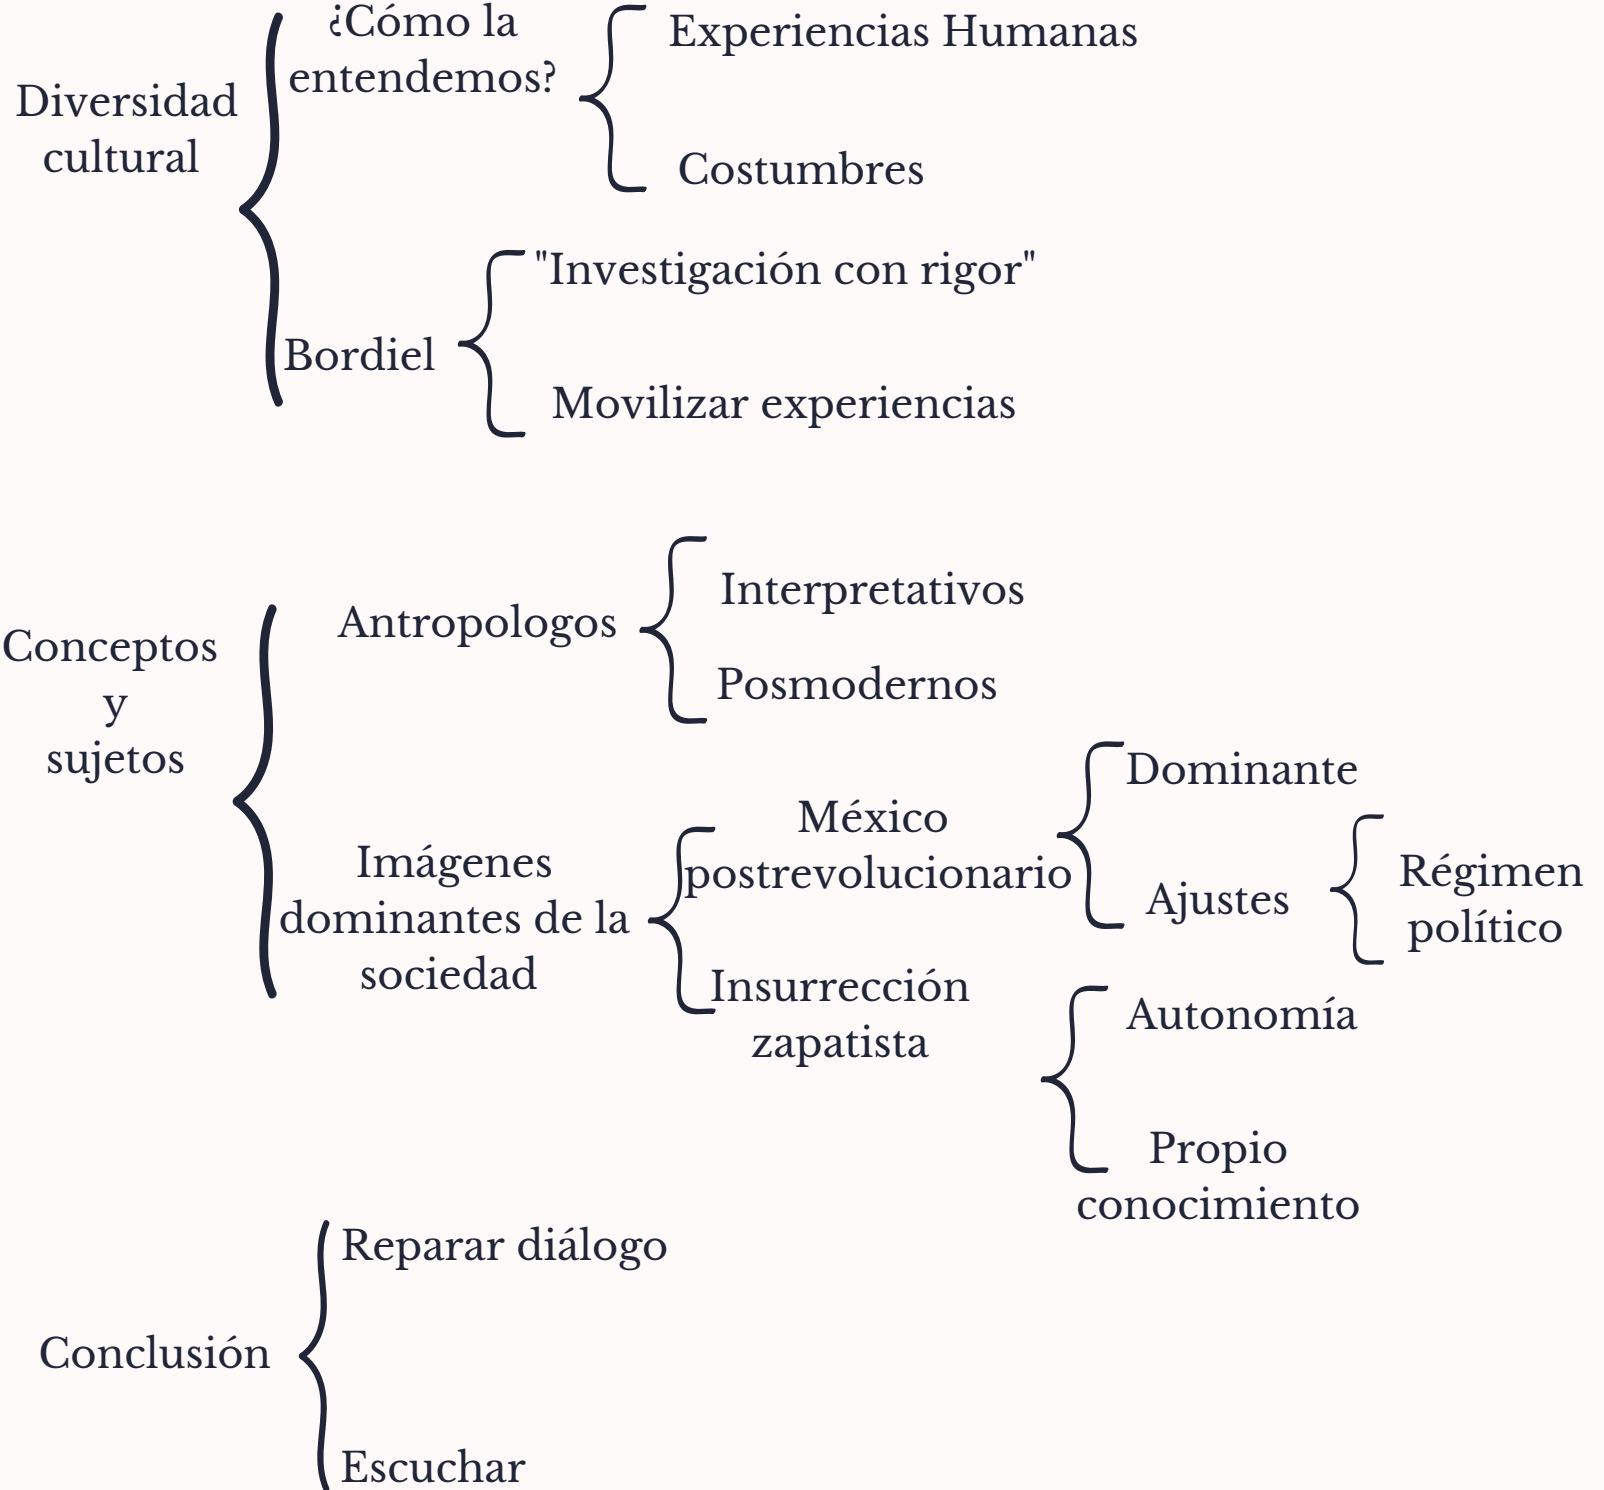 ¿Cómo la
entendemos?
Experiencias Humanas
Costumbres
Diversidad
cultural
"Investigación con rigor"
Bordiel
Movilizar experiencias
Conceptos
y
sujetos
Antropologos
Interpretativos
Posmodernos
Imágenes
dominantes de la
sociedad
México
postrevolucionario
Dominante
Ajustes
Régimen
político
Insurrección
zapatista
Autonomía
Propio
conocimiento
Conclusión
Reparar diálogo
Escuchar